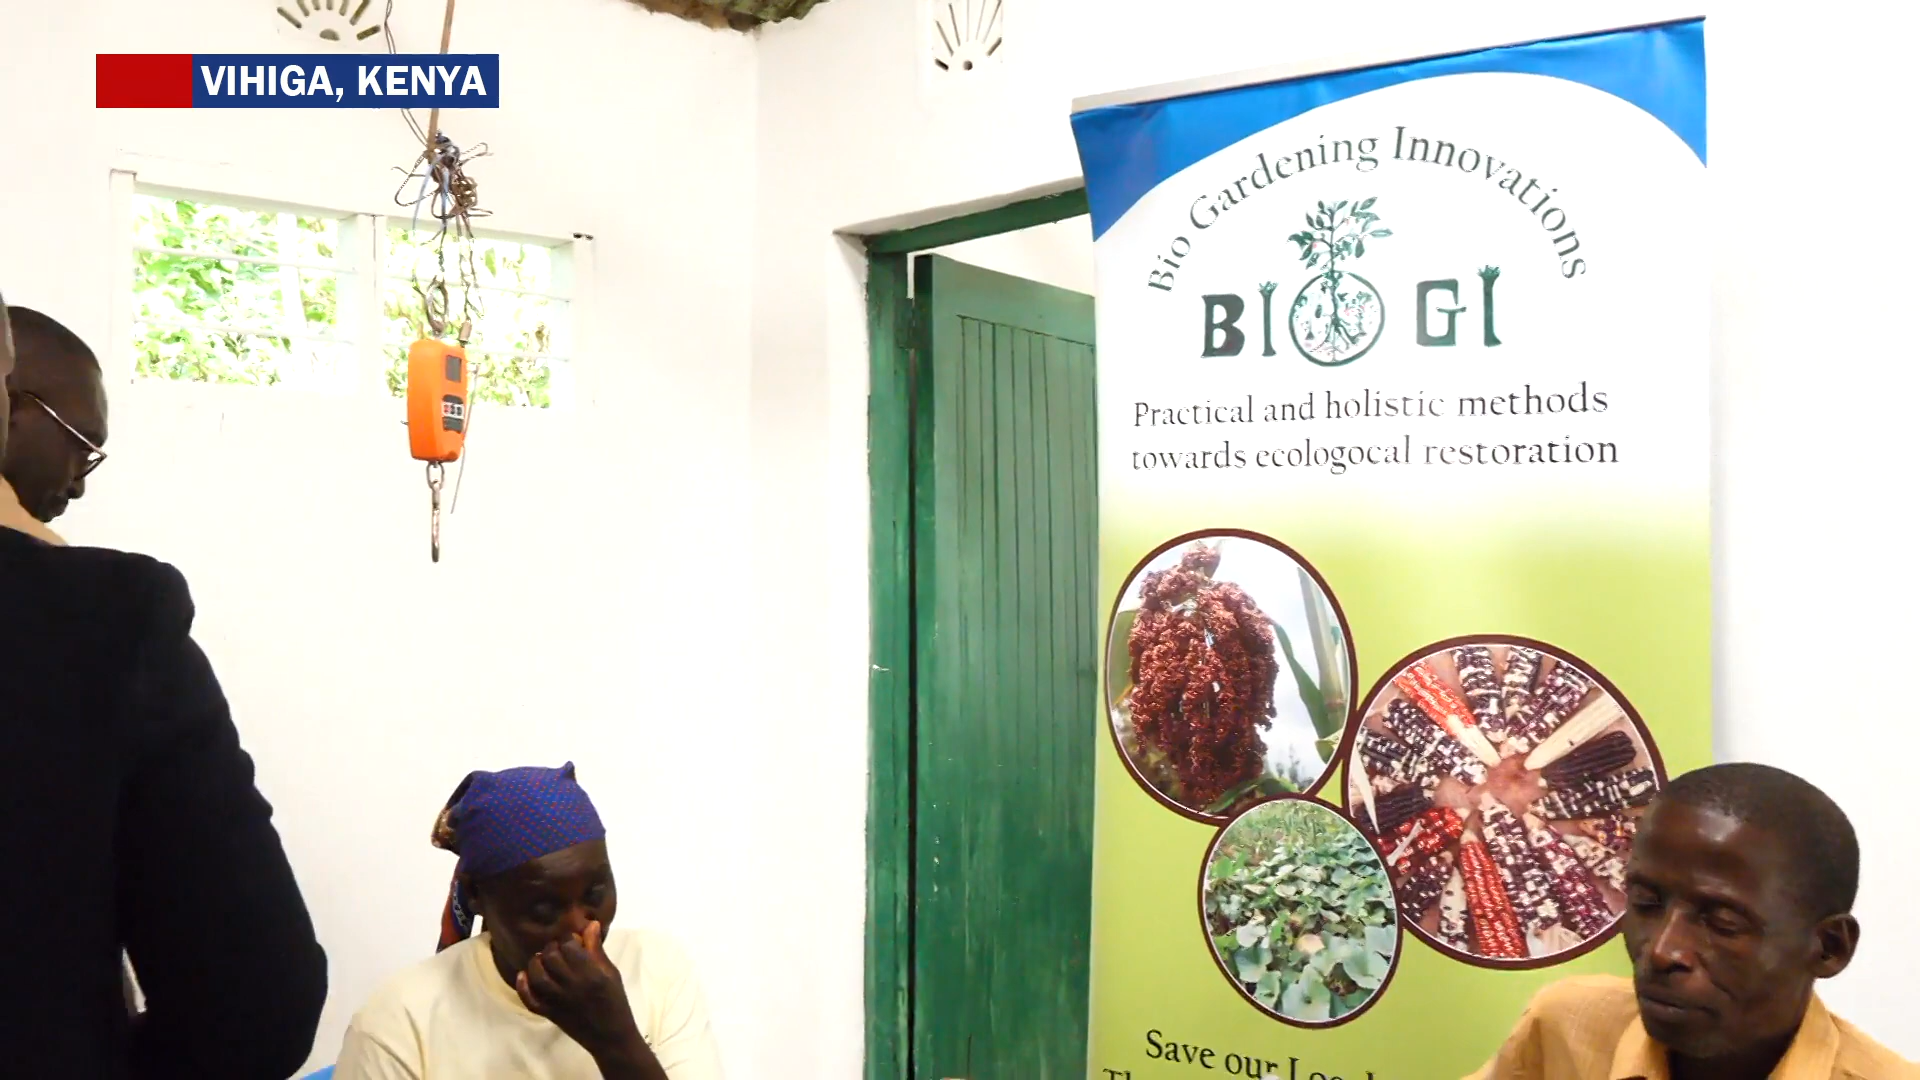 VIHIGA, KENYA
Bio Gardening Innovations
BIOGI
Practical and holistic methods
towards ecologocal restoration
Save our